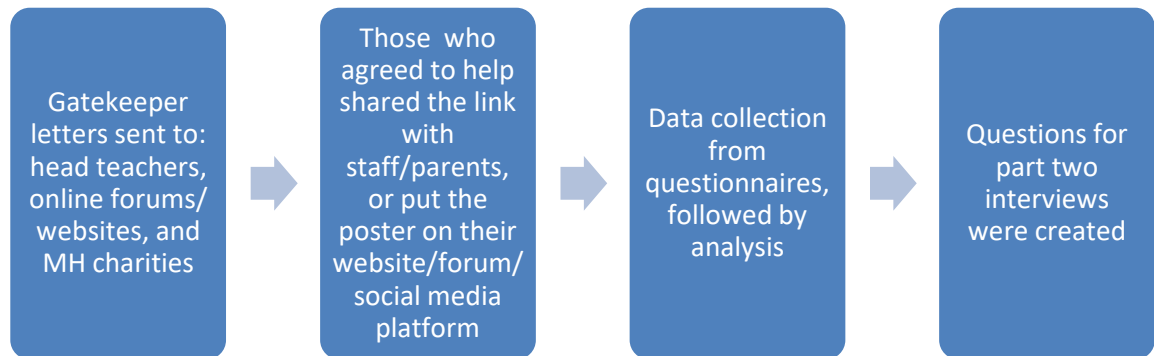 Gatekeeper
letters sent to:
head teachers,
online forums/
websites, and
MH charities
Those who
agreed to help
shared the link
with
staff/parents,
or put the
poster on their
website/forum/
social media
platform
Data collection
from
questionnaires,
followed by
analysis
Questions for
part two
interviews
were created